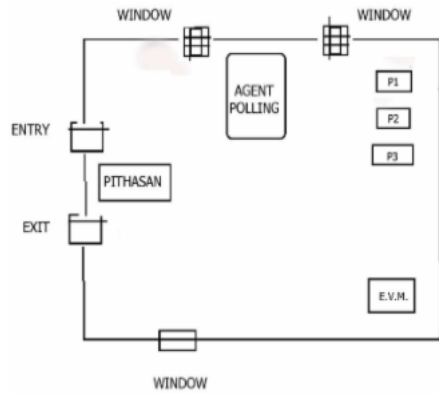 WINDOW WINDOW
AGENT
POLLING
P1
P2
ENTRY
P3
PITHASAN
EXIT
E.V.M.
WINDOW